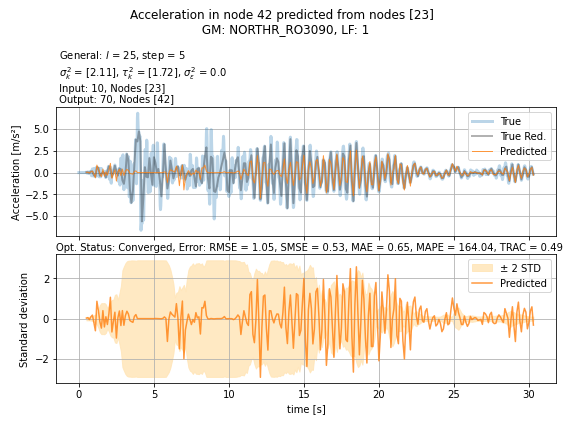 Acceleration in node 42 predicted from nodes [23]
GM: NORTHR_RO3090, LF: 1
General: l = 25, step = 5
σ²ₖ = [2.11], τ²ₖ = [1.72], σ²ε = 0.0
Input: 10, Nodes [23]
Output: 70, Nodes [42]
Acceleration [m/s²]
5.0
2.5
0.0
−2.5
−5.0
True
True Red.
Predicted
Opt. Status: Converged, Error: RMSE = 1.05, SMSE = 0.53, MAE = 0.65, MAPE = 164.04, TRAC = 0.49
Standard deviation
2
0
−2
± 2 STD
Predicted
0 5 10 15 20 25 30
time [s]